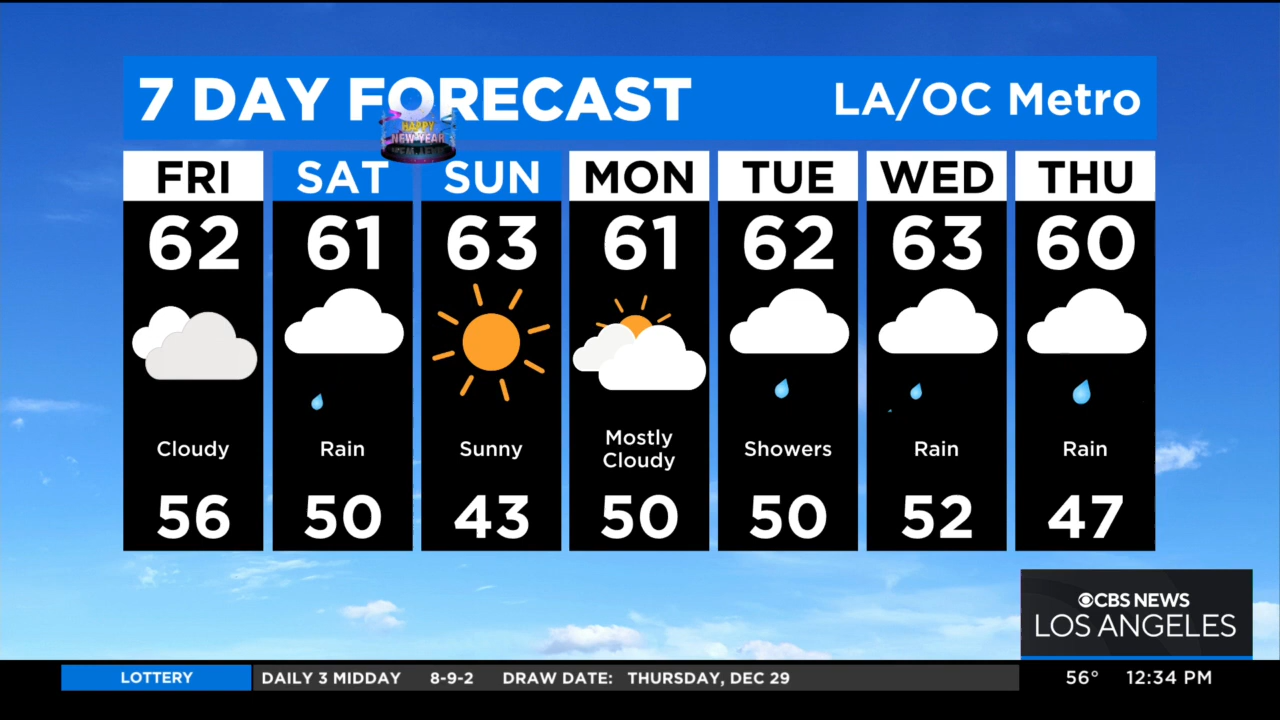 7 DAY FORECAST
LA/OC Metro
HAPPY
NEW YEAR
FRI SAT SUN MON TUE WED THU
62 61 63 61 62 63 60
Cloudy Rain Sunny Mostly Cloudy Showers Rain Rain
56 50 43 50 50 52 47
CBS NEWS
LOS ANGELES
LOTTERY DAILY 3 MIDDAY 8-9-2 DRAW DATE: THURSDAY, DEC 29 56° 12:34 PM